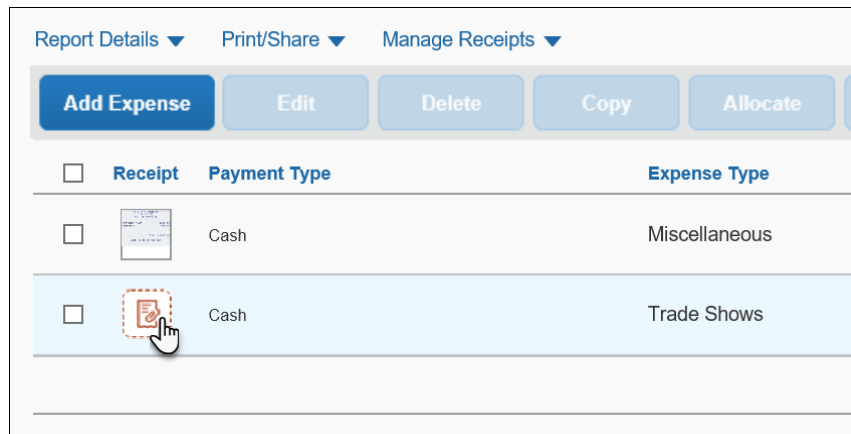 Report Details Print/Share Manage Receipts
Add Expense Edit Delete Copy Allocate
Receipt Payment Type Expense Type
Cash Miscellaneous
Cash Trade Shows